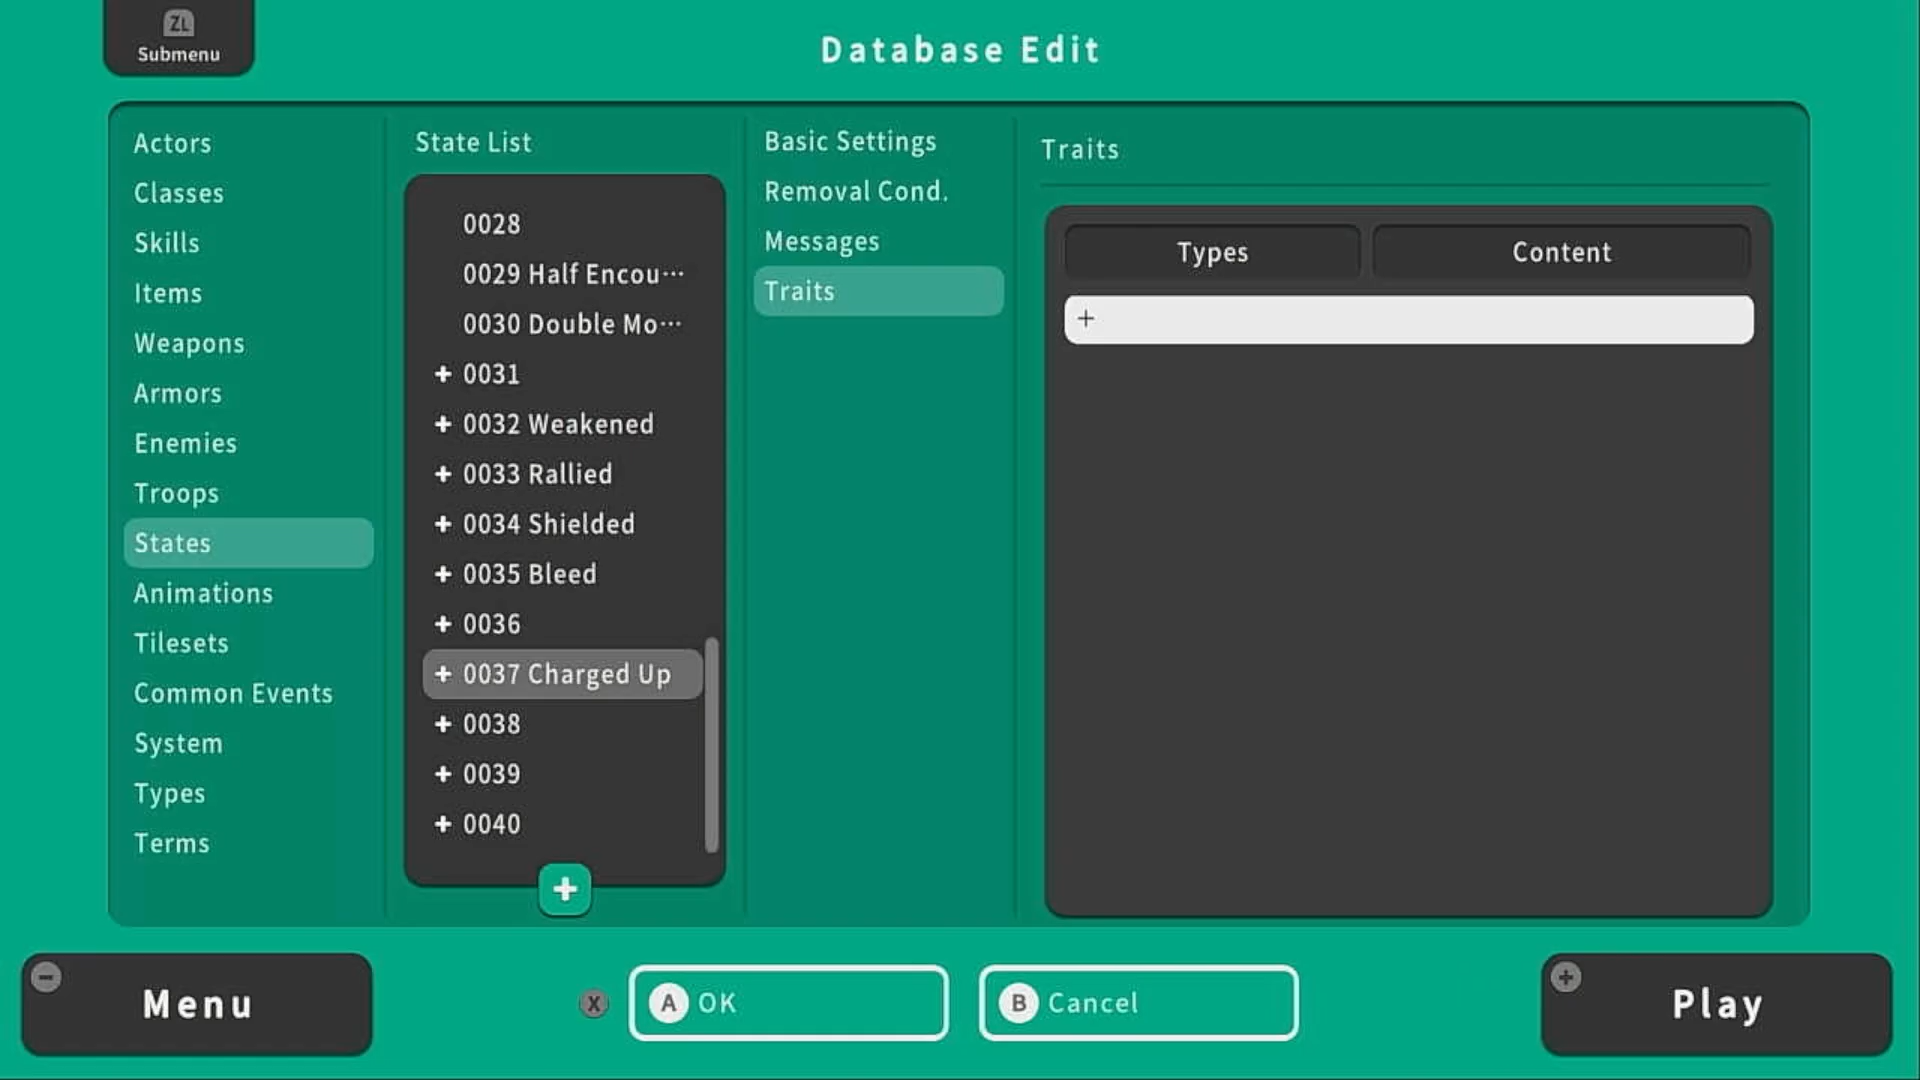 ZL
Submenu
Database Edit
Actors
Classes
Skills
Items
Weapons
Armors
Enemies
Troops
States
Animations
Tilesets
Common Events
System
Types
Terms
State List
0028
0029 Half Encou···
0030 Double Mo···
+ 0031
+ 0032 Weakened
+ 0033 Rallied
+ 0034 Shielded
+ 0035 Bleed
+ 0036
+ 0037 Charged Up
+ 0038
+ 0039
+ 0040
+
Basic Settings
Removal Cond.
Messages
Traits
Traits
Types Content
+
- Menu
X
A OK
B Cancel
+ Play